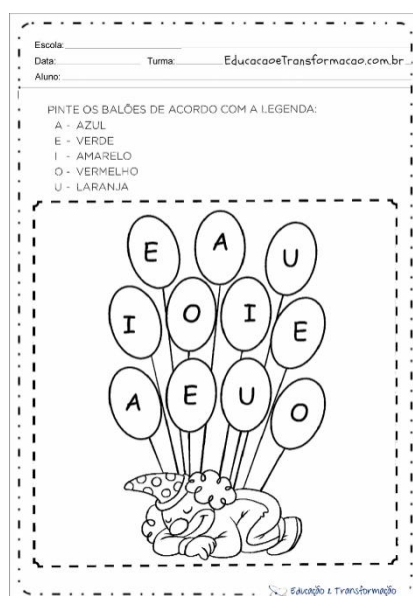 Escola:
Data: Turma: EducacaoeTransformacao.com.br
Aluno:
PINTE OS BALÕES DE ACORDO COM A LEGENDA:
A - AZUL
E - VERDE
I - AMARELO
O - VERMELHO
U - LARANJA
E A U
I O I E
A E U O
Educação e Transformação